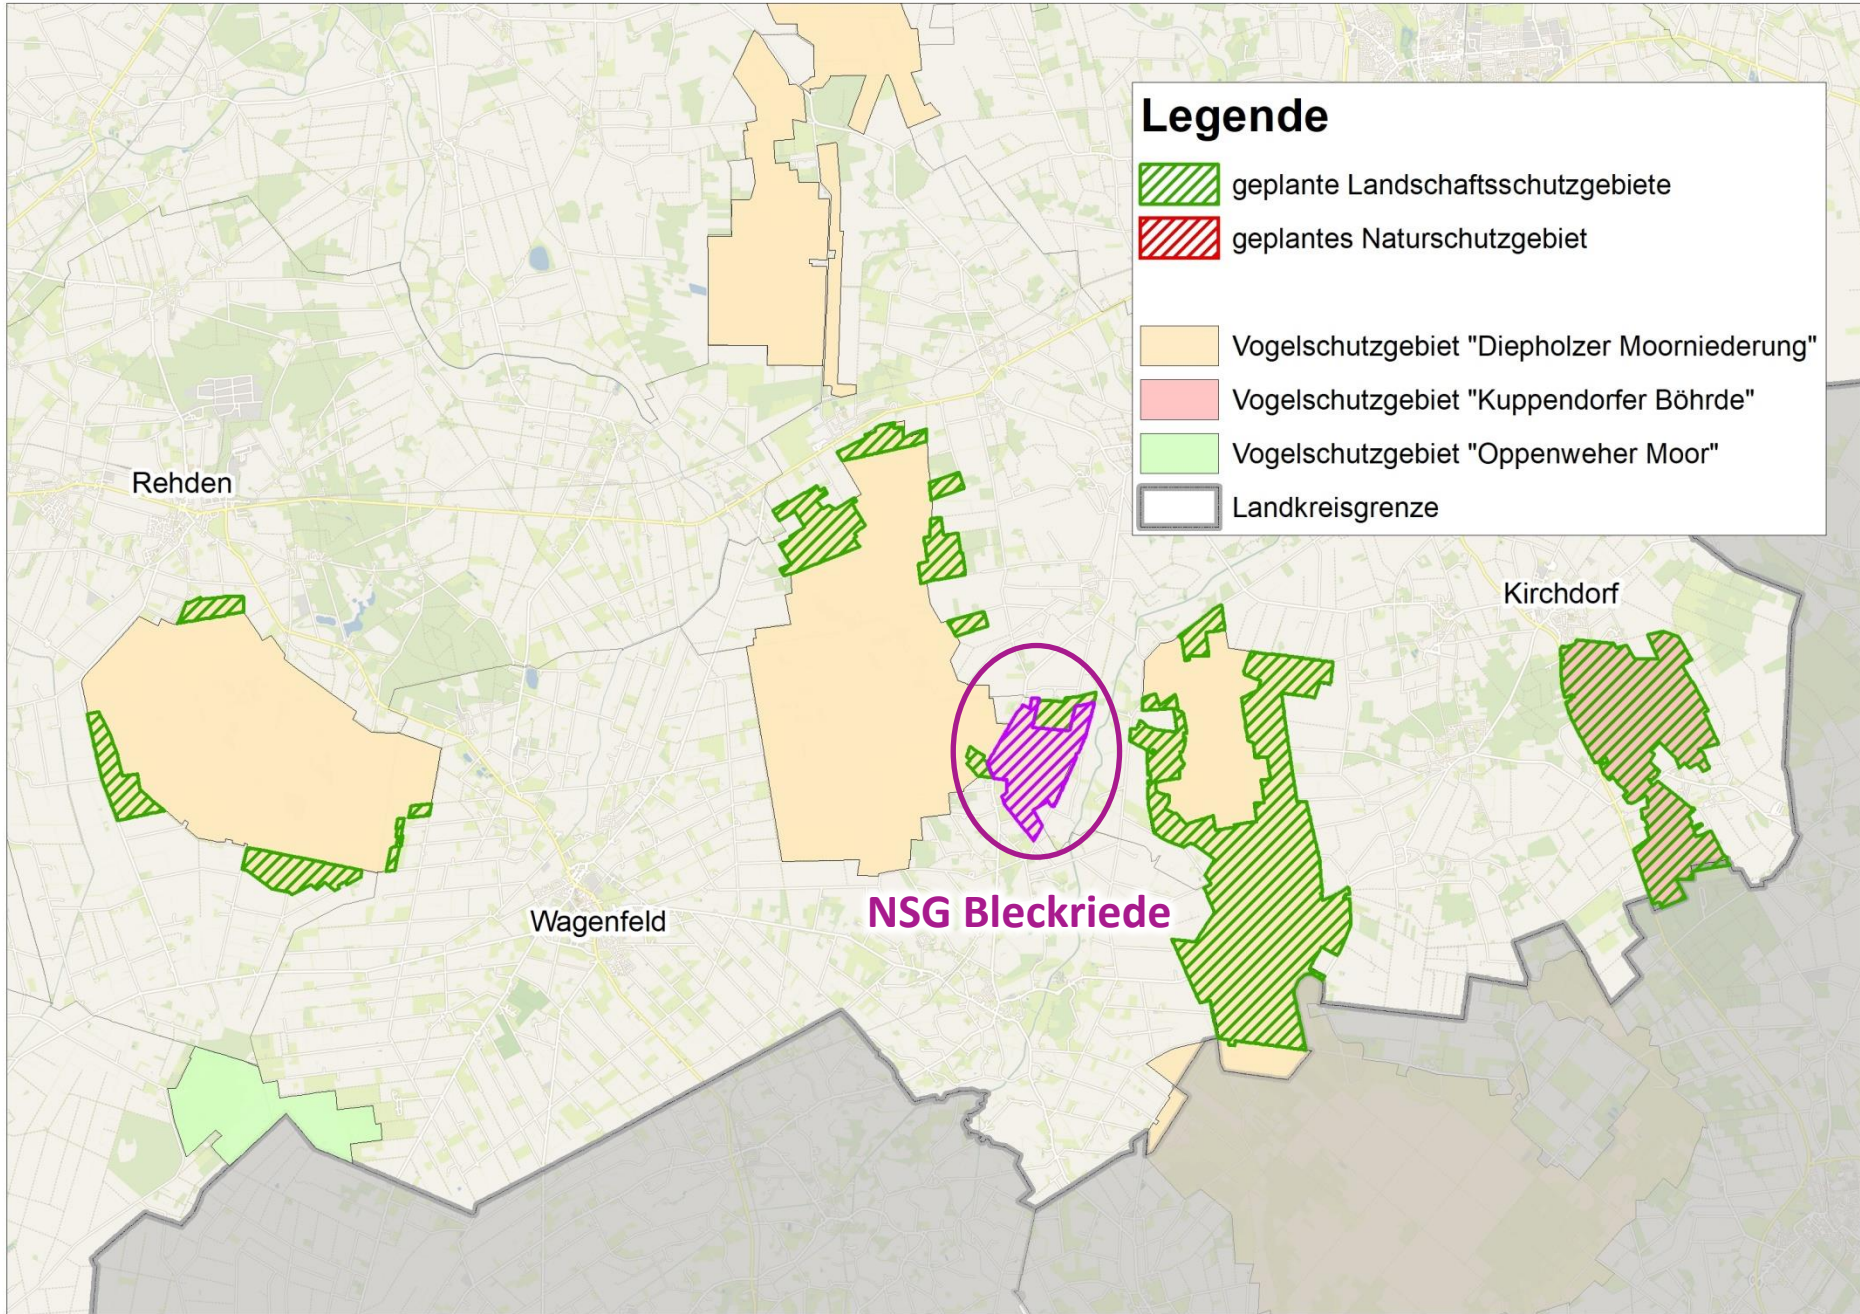 Legende
geplante Landschaftsschutzgebiete
geplantes Naturschutzgebiet
Vogelschutzgebiet "Diepholzer Moorniederung"
Vogelschutzgebiet "Kuppendorfer Böhrde"
Vogelschutzgebiet "Oppenweher Moor"
Landkreisgrenze
Rehden
Kirchdorf
NSG Bleckriede
Wagenfeld